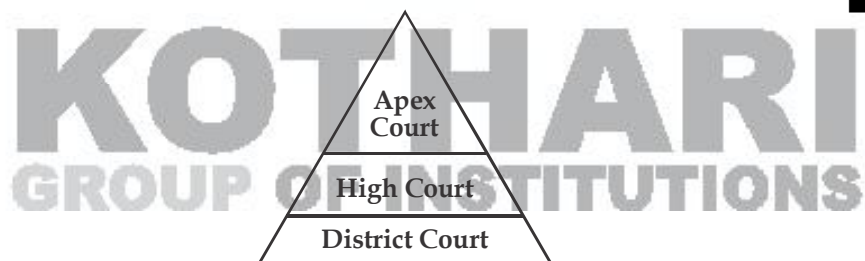 KOTHARI
Apex
Court
GROUP OF INSTITUTIONS
High Court
District Court